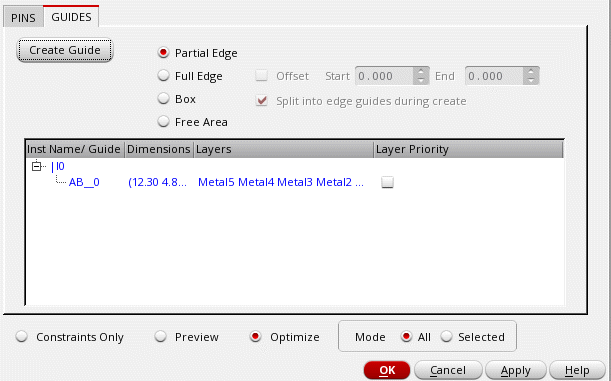 PINS GUIDES
Create Guide
Partial Edge
Full Edge
Offset Start 0.000 End 0.000
Box
Split into edge guides during create
Free Area
Inst Name/ Guide Dimensions Layers Layer Priority
|I0
AB__0 (12.30 4.8... Metal5 Metal4 Metal3 Metal2 ...
Constraints Only Preview Optimize Mode All Selected
OK Cancel Apply Help